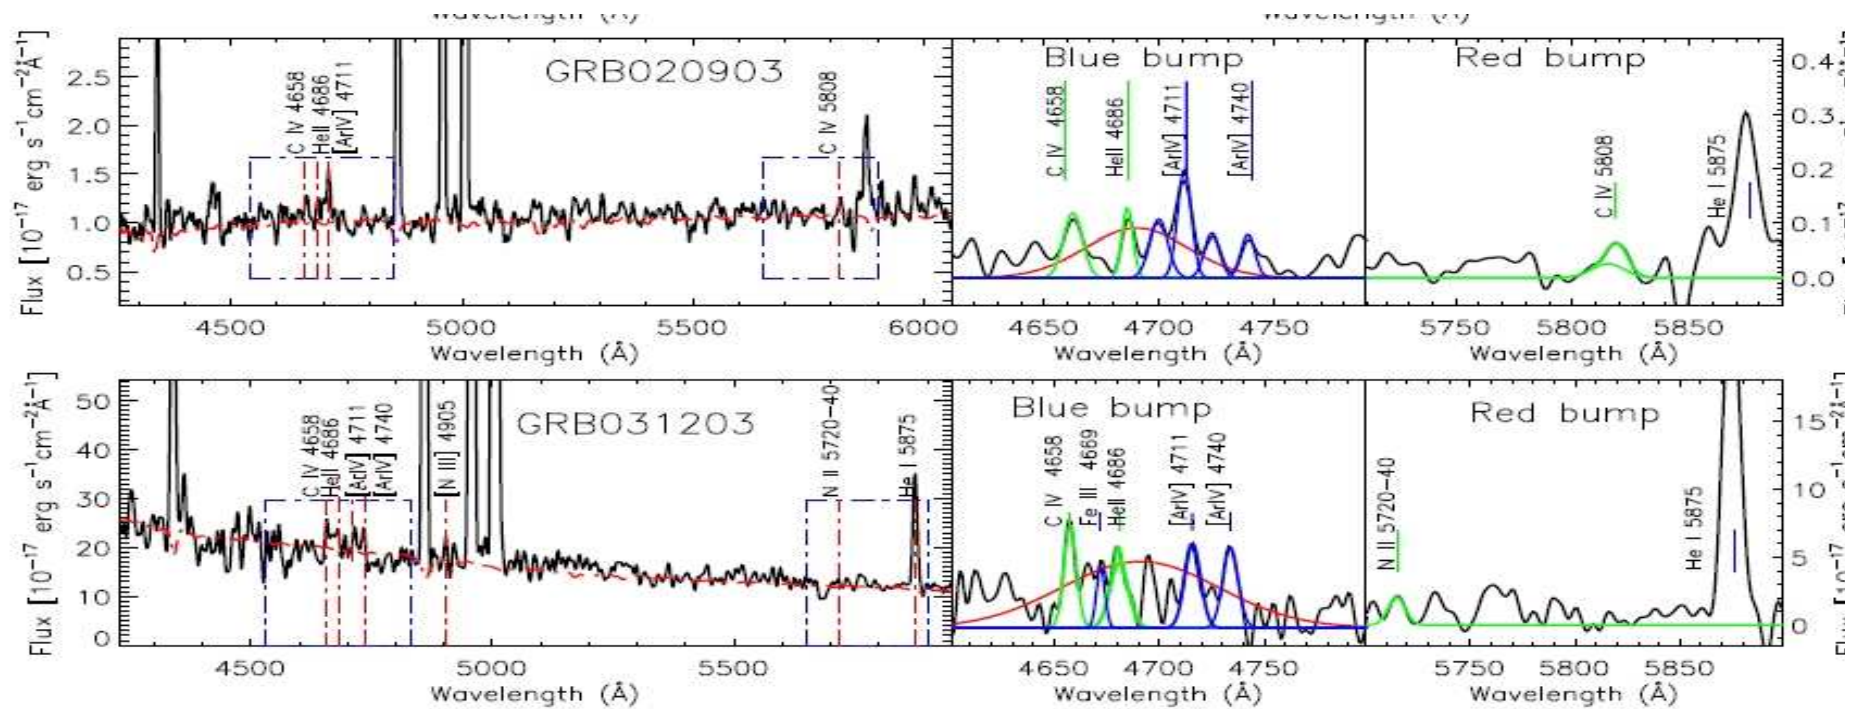 Wavelength (Å) Wavelength (Å)
GRB020903
Flux [10⁻¹⁷ erg s⁻¹cm⁻²Å⁻¹]
2.5
2.0
1.5
1.0
0.5
C IV 4658
HeII 4686
[ArIV] 4711
C IV 5808
4500 5000 5500 6000
Wavelength (Å)
Blue bump
C IV 4658
HeII 4686
[ArIV] 4711
[ArIV] 4740
4650 4700 4750
Wavelength (Å)
Red bump
C IV 5808
He I 5875
0.4
0.3
0.2
0.1
0.0
5750 5800 5850
Wavelength (Å)
GRB031203
Flux [10⁻¹⁷ erg s⁻¹cm⁻²Å⁻¹]
50
40
30
20
10
0
C IV 4658
HeII 4686
[ArIV] 4711
[ArIV] 4740
[N III] 4905
N II 5720-40
He I 5875
4500 5000 5500
Wavelength (Å)
Blue bump
C IV 4658
Fe III 4669
HeII 4686
[ArIV] 4711
[ArIV] 4740
4650 4700 4750
Wavelength (Å)
Red bump
N II 5720-40
He I 5875
15
10
5
0
5750 5800 5850
Wavelength (Å)